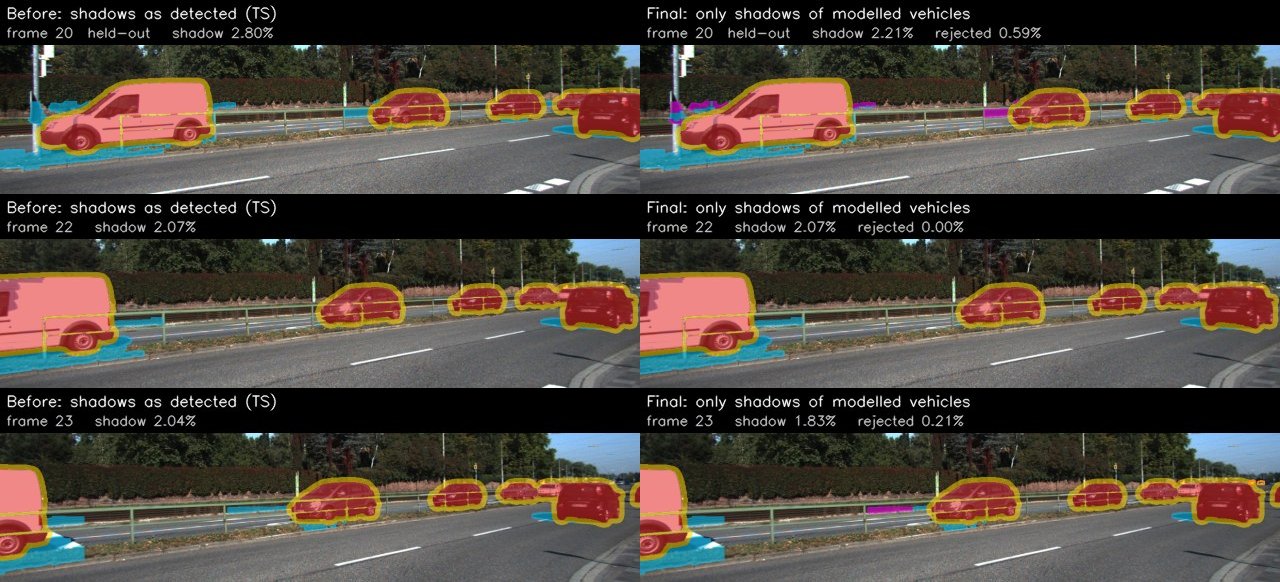 Before: shadows as detected (TS)
frame 20 held-out shadow 2.80%
Final: only shadows of modelled vehicles
frame 20 held-out shadow 2.21% rejected 0.59%
Before: shadows as detected (TS)
frame 22 shadow 2.07%
Final: only shadows of modelled vehicles
frame 22 shadow 2.07% rejected 0.00%
Before: shadows as detected (TS)
frame 23 shadow 2.04%
Final: only shadows of modelled vehicles
frame 23 shadow 1.83% rejected 0.21%